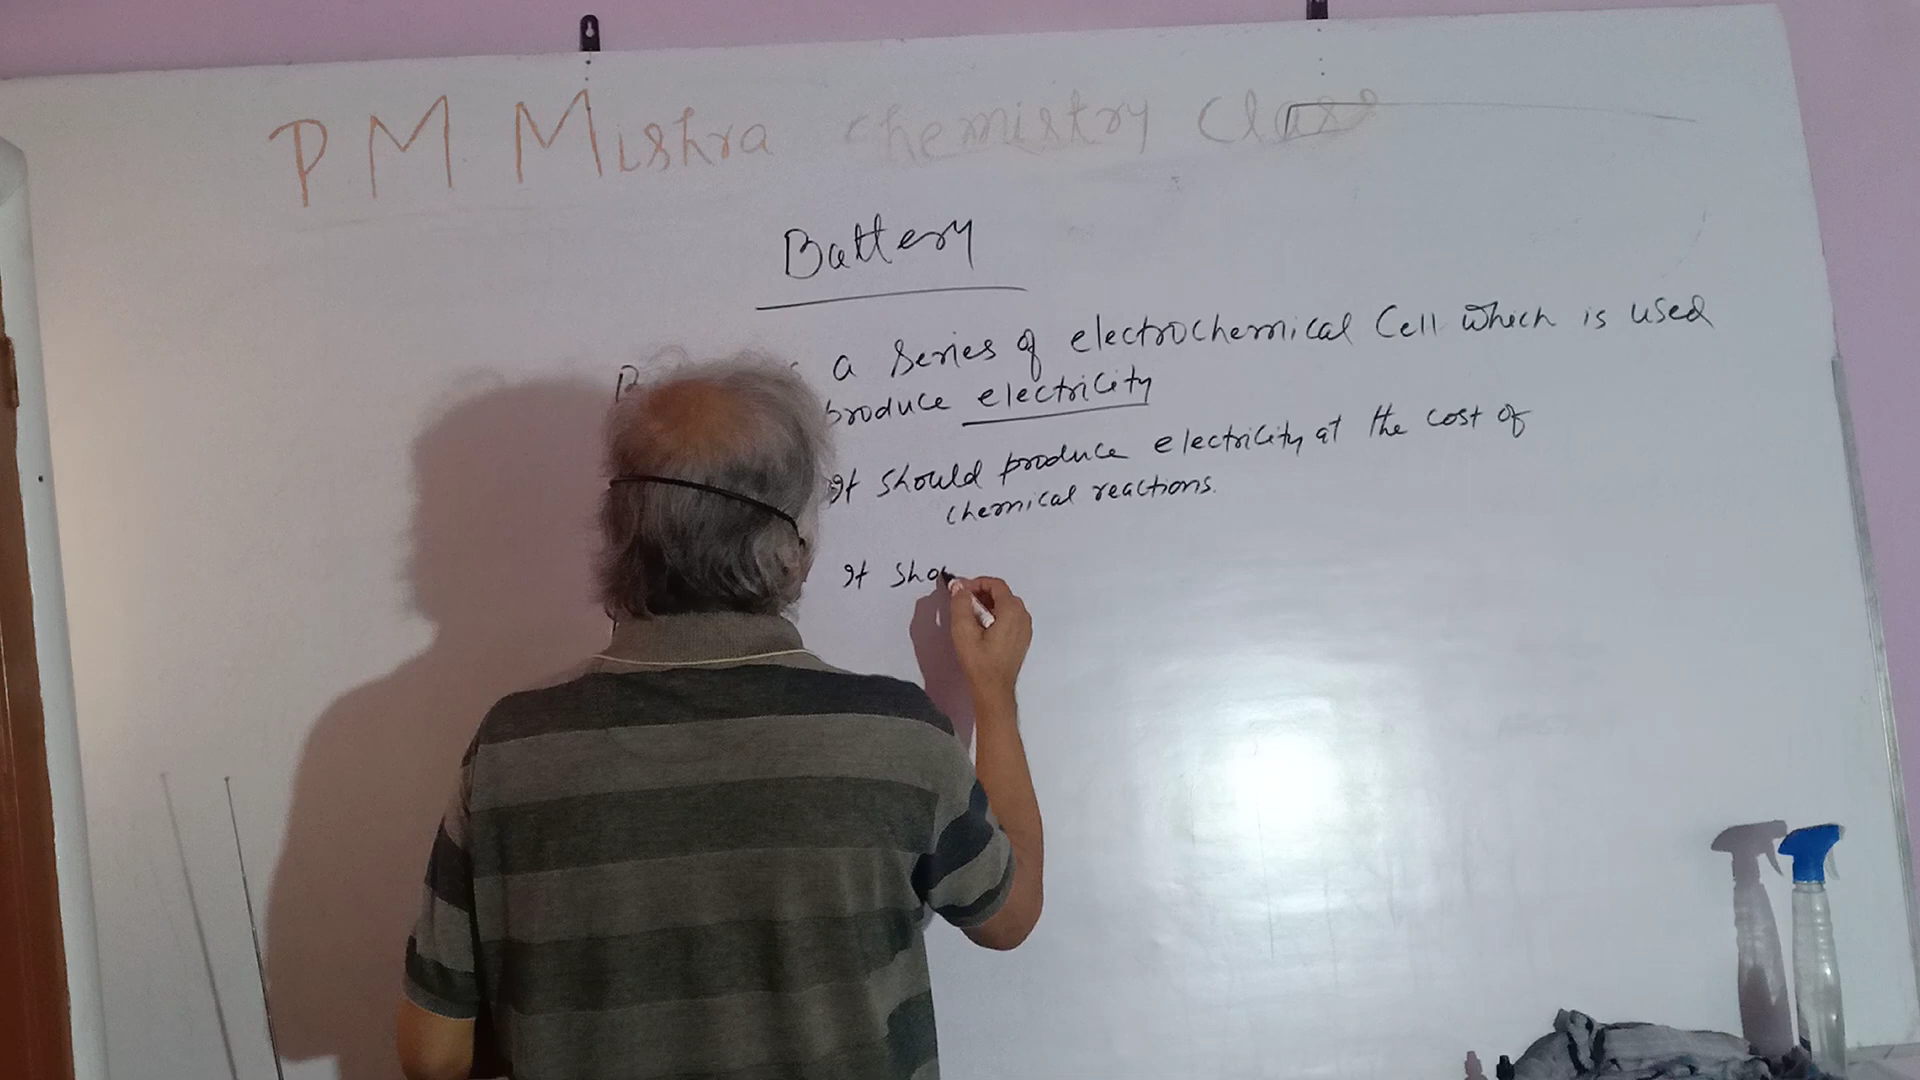 P M Mishra Chemistry Class
Battery
a Series of electrochemical Cell which is used
produce electricity
It should produce electricity at the cost of
chemical reactions.
It sho